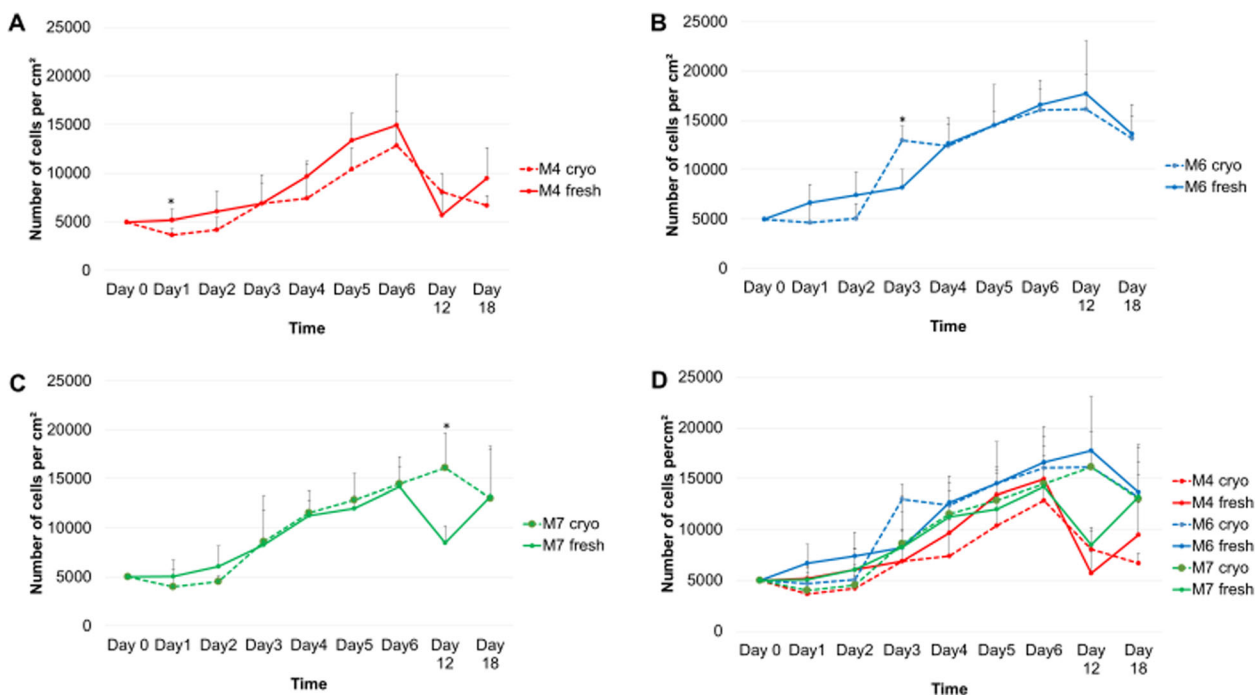 A
Number of cells per cm²
25000
20000
15000
10000
5000
0
*
Day 0 Day1 Day2 Day3 Day4 Day5 Day6 Day 12 Day 18
Time
M4 cryo
M4 fresh
B
Number of cells per cm²
25000
20000
15000
10000
5000
0
*
Day 0 Day1 Day2 Day3 Day4 Day5 Day6 Day 12 Day 18
Time
M6 cryo
M6 fresh
C
Number of cells per cm²
25000
20000
15000
10000
5000
0
*
Day 0 Day1 Day2 Day3 Day4 Day5 Day6 Day 12 Day 18
Time
M7 cryo
M7 fresh
D
Number of cells percm²
25000
20000
15000
10000
5000
0
Day 0 Day1 Day2 Day3 Day4 Day5 Day6 Day 12 Day 18
Time
M4 cryo
M4 fresh
M6 cryo
M6 fresh
M7 cryo
M7 fresh